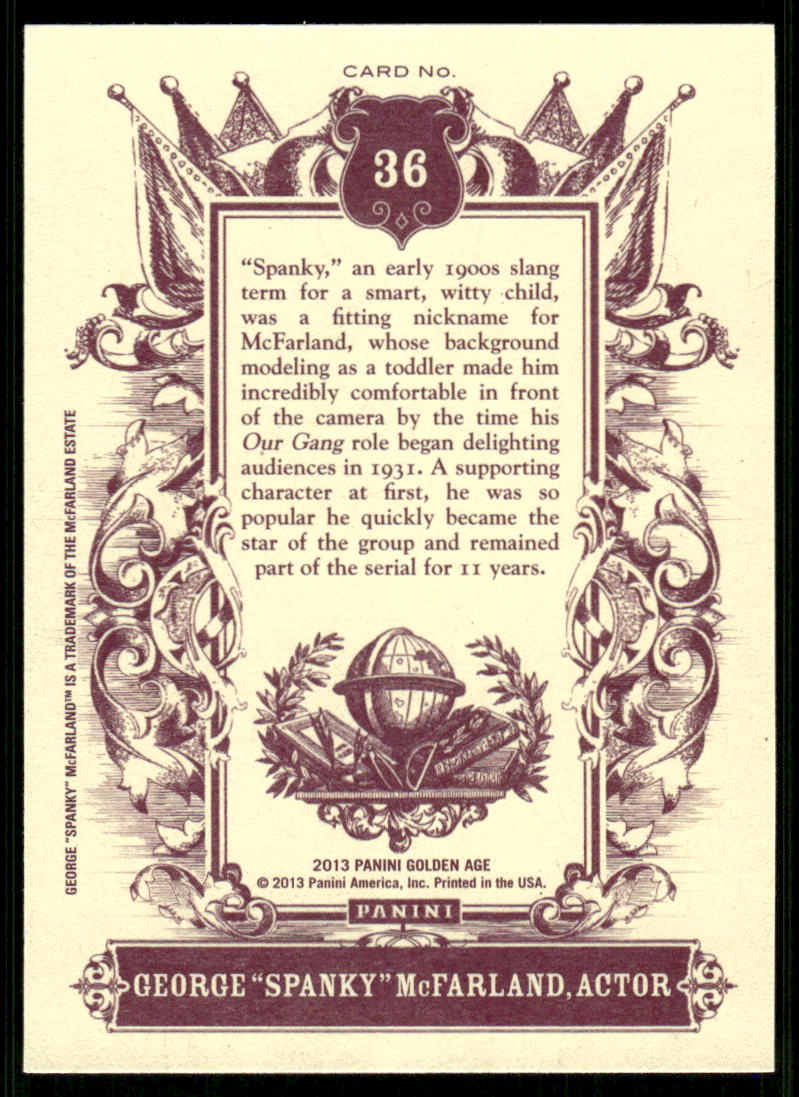 CARD No.
36
“Spanky,” an early 1900s slang
term for a smart, witty child,
was a fitting nickname for
McFarland, whose background
modeling as a toddler made him
incredibly comfortable in front
of the camera by the time his
Our Gang role began delighting
audiences in 1931. A supporting
character at first, he was so
popular he quickly became the
star of the group and remained
part of the serial for 11 years.
GEORGE "SPANKY" McFARLAND™ IS A TRADEMARK OF THE McFARLAND ESTATE
2013 PANINI GOLDEN AGE
© 2013 Panini America, Inc. Printed in the USA.
PANINI
GEORGE “SPANKY” McFARLAND, ACTOR